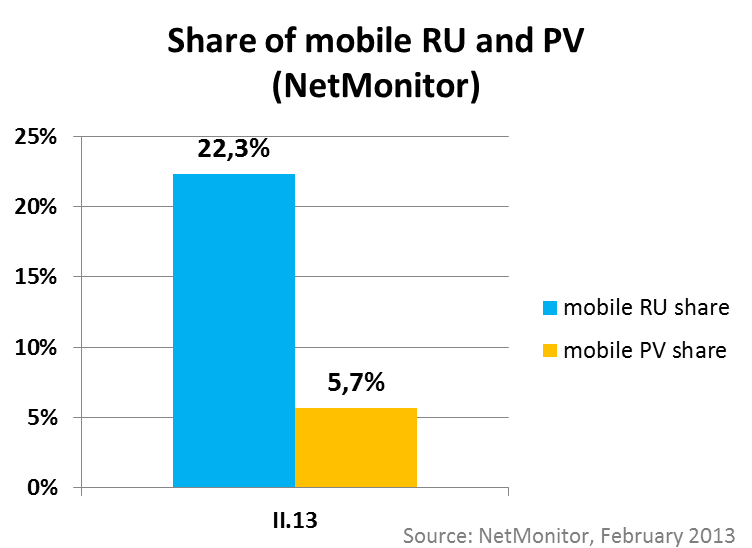 Share of mobile RU and PV
(NetMonitor)
25%
22,3%
20%
15%
mobile RU share
10%
mobile PV share
5,7%
5%
0%
II.13
Source: NetMonitor, February 2013